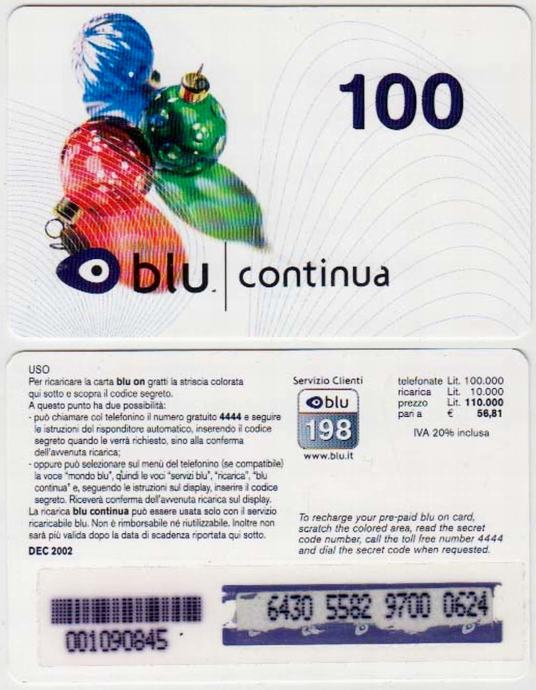 100
blu continua
USO
Per ricaricare la carta blu on gratti la striscia colorata
qui sotto e scopra il codice segreto.
A questo punto ha due possibilità:
- può chiamare col telefonino il numero gratuito 4444 e seguire
le istruzioni del risponditore automatico, inserendo il codice
segreto quando le verrà richiesto, sino alla conferma
dell'avvenuta ricarica;
- oppure può selezionare sul menù del telefonino (se compatibile)
la voce "mondo blu", quindi le voci "servizi blu", "ricarica", "blu
continua" e, seguendo le istruzioni sul display, inserire il codice
segreto. Riceverà conferma dell'avvenuta ricarica sul display.
La ricarica blu continua può essere usata solo con il servizio
ricaricabile blu. Non è rimborsabile né riutilizzabile. Inoltre non
sarà più valida dopo la data di scadenza riportata qui sotto.
DEC 2002
Servizio Clienti
blu
198
www.blu.it
telefonate Lit. 100.000
ricarica Lit. 10.000
prezzo Lit. 110.000
pari a € 56,81
IVA 20% inclusa
To recharge your pre-paid blu on card,
scratch the colored area, read the secret
code number, call the toll free number 4444
and dial the secret code when requested.
001090845
6430 5582 9700 0624